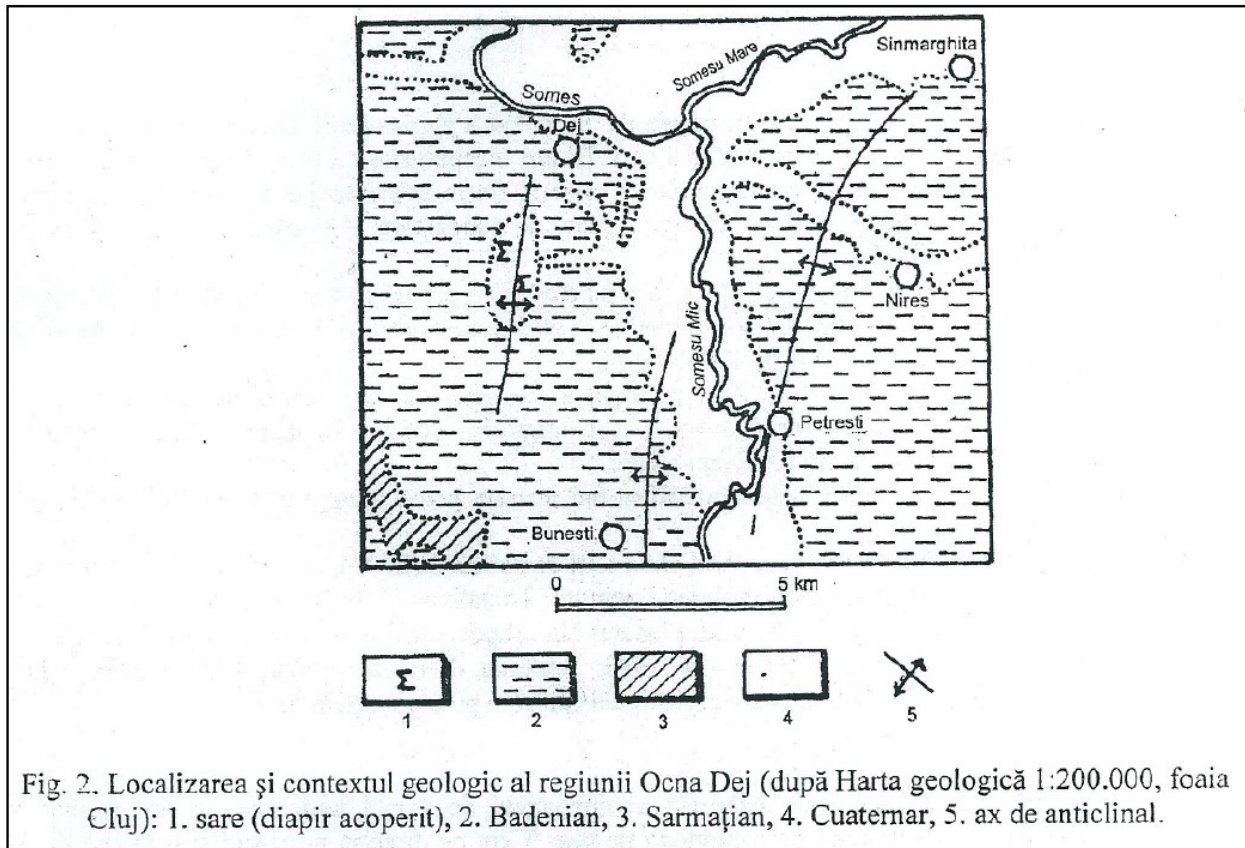 Sinmarghita
Somesu Mare
Somes
Dej
Σ
Σ
Nires
Somesu Mic
Petresti
Bunesti
0 5 km
Σ
1 2 3 4 5
Fig. 2. Localizarea și contextul geologic al regiunii Ocna Dej (după Harta geologică 1:200.000, foaia
Cluj): 1. sare (diapir acoperit), 2. Badenian, 3. Sarmațian, 4. Cuaternar, 5. ax de anticlinal.